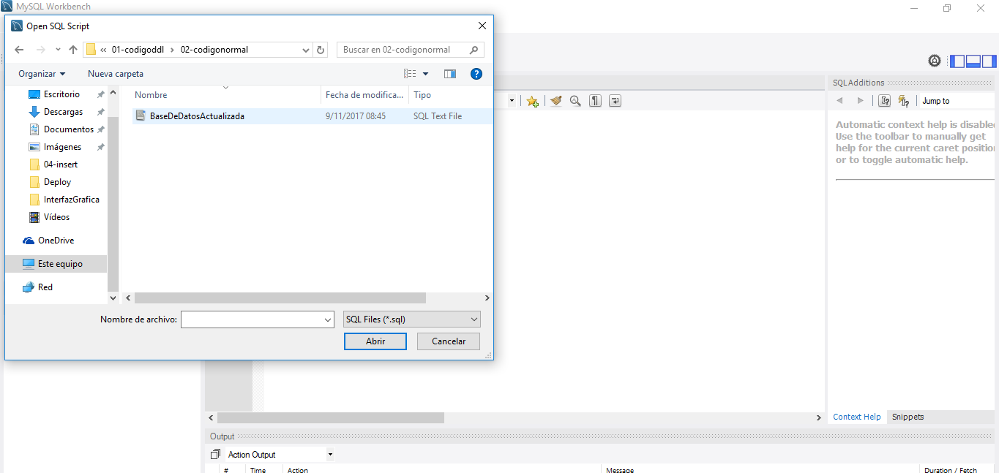 MySQL Workbench
Open SQL Script
« 01-codigoddl › 02-codigonormal
Buscar en 02-codigonormal
Organizar
Nueva carpeta
Escritorio
Descargas
Documentos
Imágenes
04-insert
Deploy
InterfazGrafica
Vídeos
OneDrive
Este equipo
Red
Nombre
Fecha de modifica...
Tipo
BaseDeDatosActualizada
9/11/2017 08:45
SQL Text File
Nombre de archivo:
SQL Files (*.sql)
Abrir
Cancelar
SQLAdditions
Jump to
Automatic context help is disabled
Use the toolbar to manually get
help for the current caret position
or to toggle automatic help.
Context Help
Snippets
Output
Action Output
#
Time
Action
Message
Duration / Fetch